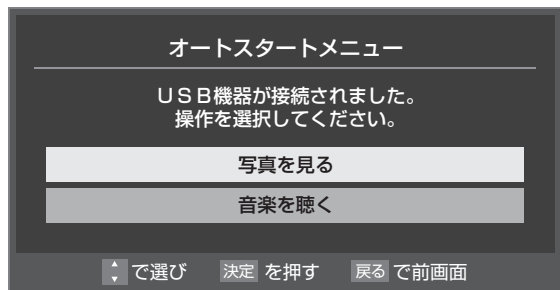 オートスタートメニュー
ＵＳＢ機器が接続されました。
操作を選択してください。
写真を見る
音楽を聴く
で選び 決定 を押す 戻る で前画面